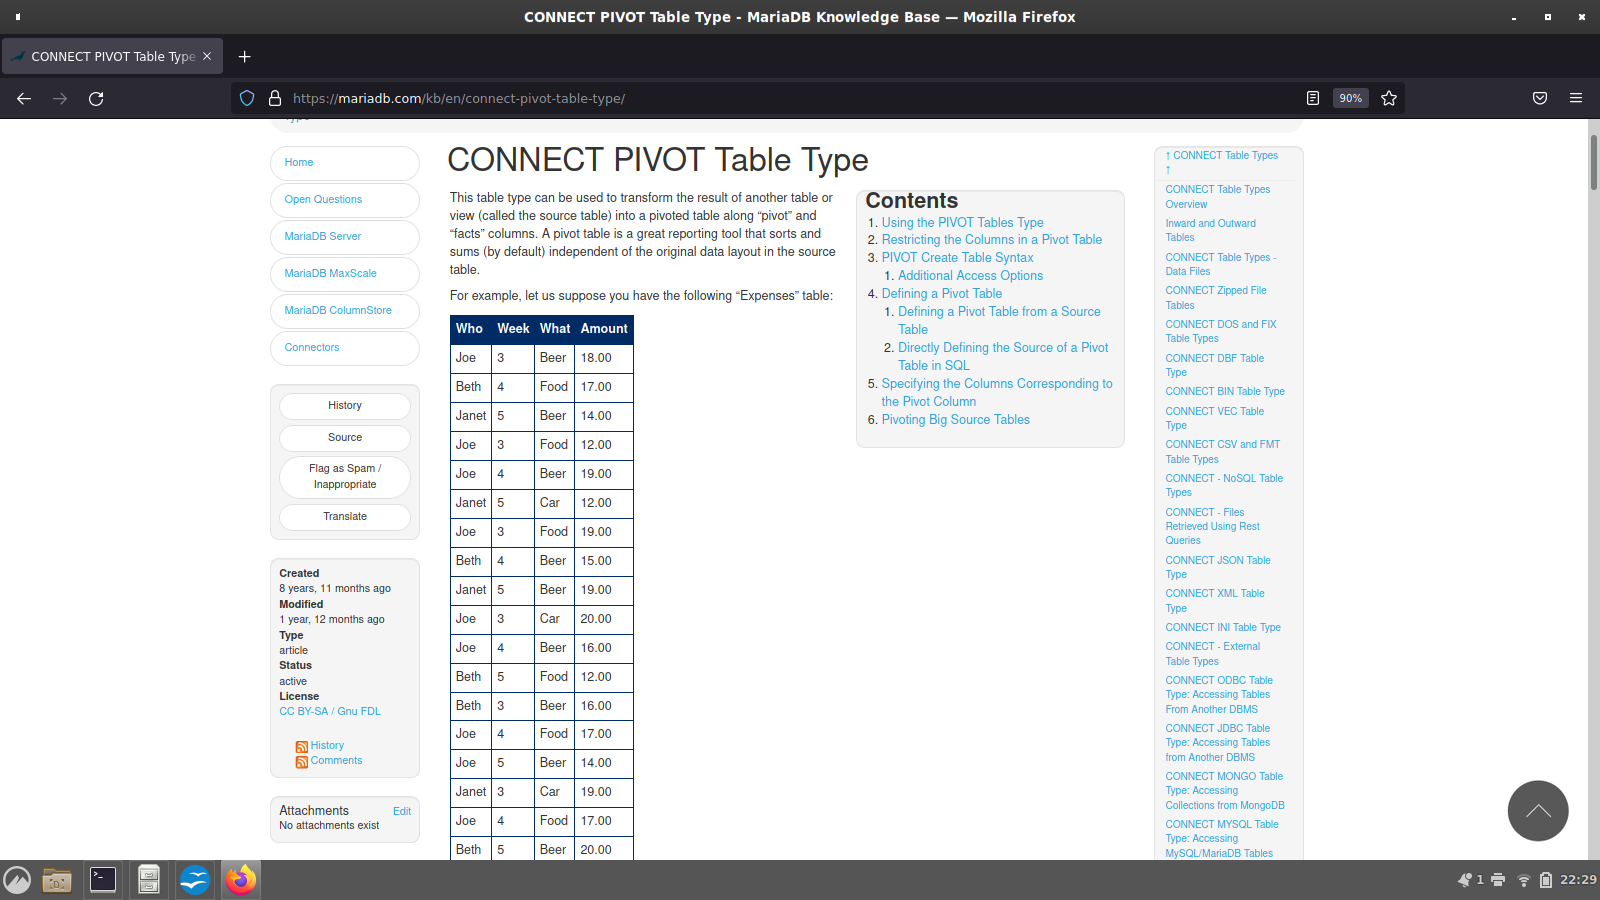 CONNECT PIVOT Table Type - MariaDB Knowledge Base — Mozilla Firefox
CONNECT PIVOT Table Type
https://mariadb.com/kb/en/connect-pivot-table-type/
90%
Type
Home
Open Questions
MariaDB Server
MariaDB MaxScale
MariaDB ColumnStore
Connectors
History
Source
Flag as Spam /
Inappropriate
Translate
Created
8 years, 11 months ago
Modified
1 year, 12 months ago
Type
article
Status
active
License
CC BY-SA / Gnu FDL
History
Comments
Attachments Edit
No attachments exist
CONNECT PIVOT Table Type
This table type can be used to transform the result of another table or
view (called the source table) into a pivoted table along “pivot” and
“facts” columns. A pivot table is a great reporting tool that sorts and
sums (by default) independent of the original data layout in the source
table.
For example, let us suppose you have the following “Expenses” table:
Who Week What Amount
Joe 3 Beer 18.00
Beth 4 Food 17.00
Janet 5 Beer 14.00
Joe 3 Food 12.00
Joe 4 Beer 19.00
Janet 5 Car 12.00
Joe 3 Food 19.00
Beth 4 Beer 15.00
Janet 5 Beer 19.00
Joe 3 Car 20.00
Joe 4 Beer 16.00
Beth 5 Food 12.00
Beth 3 Beer 16.00
Joe 4 Food 17.00
Joe 5 Beer 14.00
Janet 3 Car 19.00
Joe 4 Food 17.00
Beth 5 Beer 20.00
Contents
1. Using the PIVOT Tables Type
2. Restricting the Columns in a Pivot Table
3. PIVOT Create Table Syntax
1. Additional Access Options
4. Defining a Pivot Table
1. Defining a Pivot Table from a Source
Table
2. Directly Defining the Source of a Pivot
Table in SQL
5. Specifying the Columns Corresponding to
the Pivot Column
6. Pivoting Big Source Tables
↑ CONNECT Table Types
↑
CONNECT Table Types
Overview
Inward and Outward
Tables
CONNECT Table Types -
Data Files
CONNECT Zipped File
Tables
CONNECT DOS and FIX
Table Types
CONNECT DBF Table
Type
CONNECT BIN Table Type
CONNECT VEC Table
Type
CONNECT CSV and FMT
Table Types
CONNECT - NoSQL Table
Types
CONNECT - Files
Retrieved Using Rest
Queries
CONNECT JSON Table
Type
CONNECT XML Table
Type
CONNECT INI Table Type
CONNECT - External
Table Types
CONNECT ODBC Table
Type: Accessing Tables
From Another DBMS
CONNECT JDBC Table
Type: Accessing Tables
from Another DBMS
CONNECT MONGO Table
Type: Accessing
Collections from MongoDB
CONNECT MYSQL Table
Type: Accessing
MySQL/MariaDB Tables
1 22:29